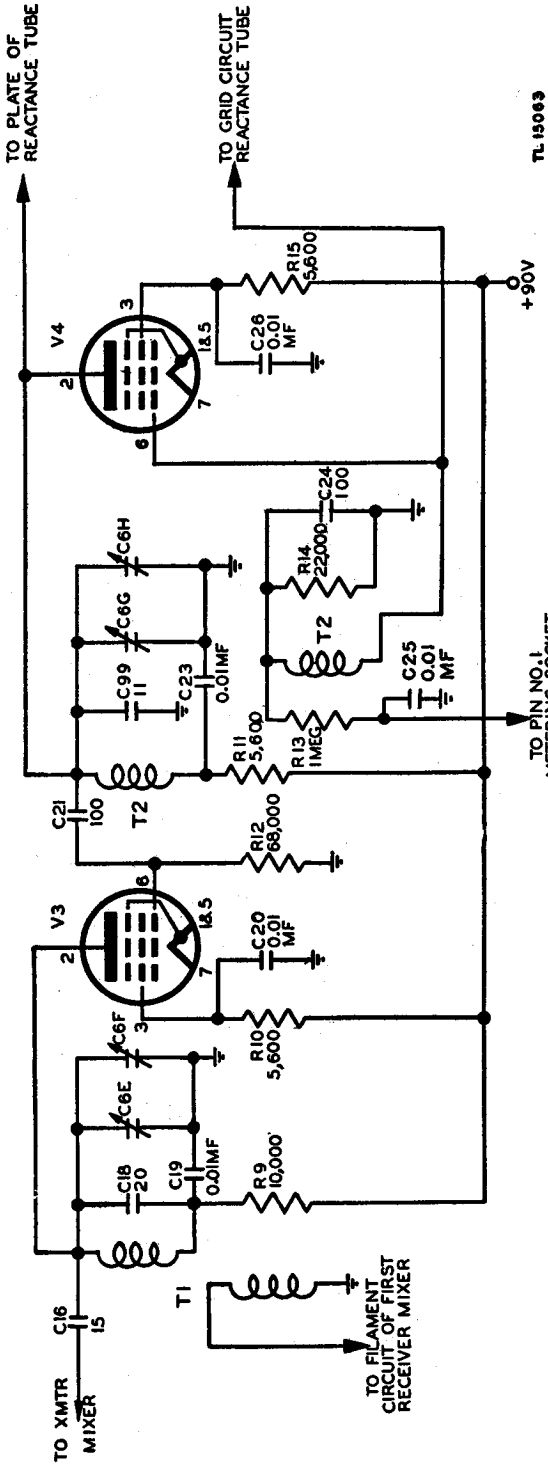 TO XMTR
MIXER
C16
15
T1
TO FILAMENT
CIRCUIT OF FIRST
RECEIVER MIXER
C18
20
C6E
C6F
C19
0.01MF
R9
10,000
V3
2
3
6
7
1&5
R10
5,600
C20
0.01
MF
R12
68,000
C21
100
T2
C99
11
C6G
C6H
C23
0.01MF
R11
5,600
R13
1MEG
T2
R14
22,000
C24
100
C25
0.01
MF
TO PIN NO.1
V4
2
3
6
7
1&5
C26
0.01
MF
R15
5,600
+90V
TO PLATE OF
REACTANCE TUBE
TO GRID CIRCUIT
REACTANCE TUBE
TL 15063